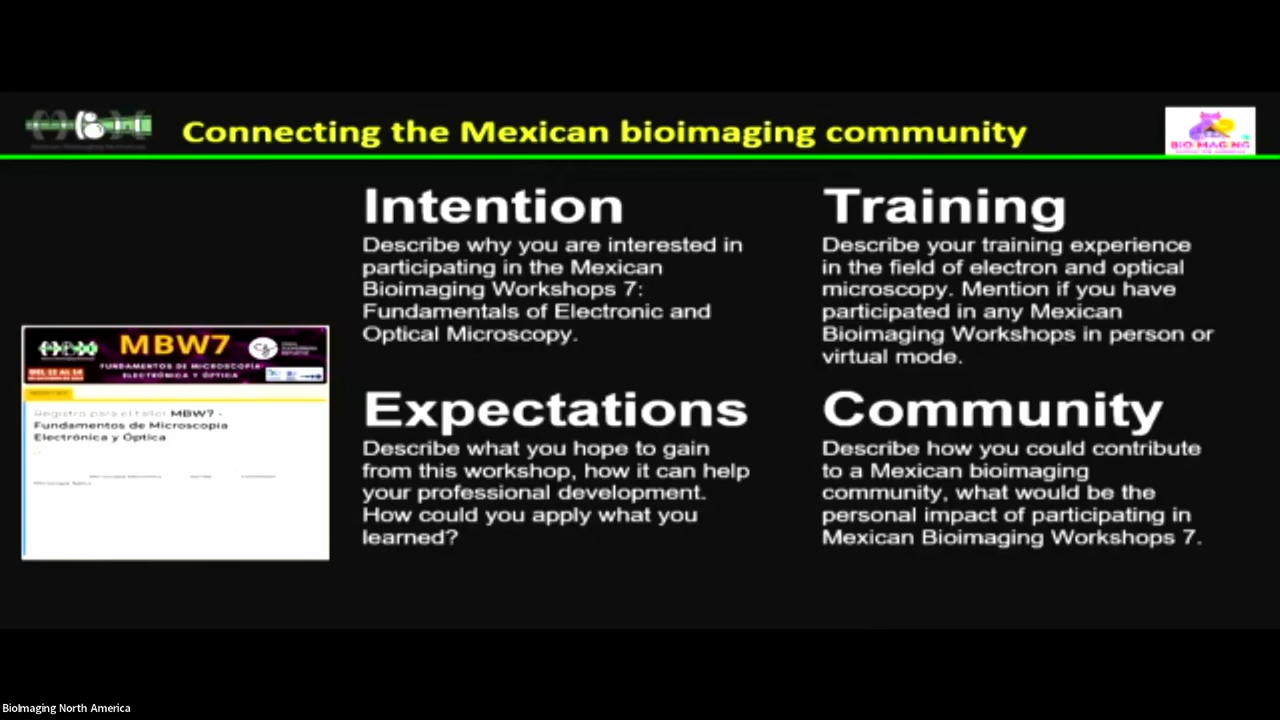 Connecting the Mexican bioimaging community
Intention
Describe why you are interested in
participating in the Mexican
Bioimaging Workshops 7:
Fundamentals of Electronic and
Optical Microscopy.
Training
Describe your training experience
in the field of electron and optical
microscopy. Mention if you have
participated in any Mexican
Bioimaging Workshops in person or
virtual mode.
Expectations
Describe what you hope to gain
from this workshop, how it can help
your professional development.
How could you apply what you
learned?
Community
Describe how you could contribute
to a Mexican bioimaging
community, what would be the
personal impact of participating in
Mexican Bioimaging Workshops 7.
MBW7
FUNDAMENTOS DE MICROSCOPÍA
ELECTRÓNICA Y ÓPTICA
Registro para el taller MBW7 -
Fundamentos de Microscopia
Electrónica y Óptica
BioImaging North America